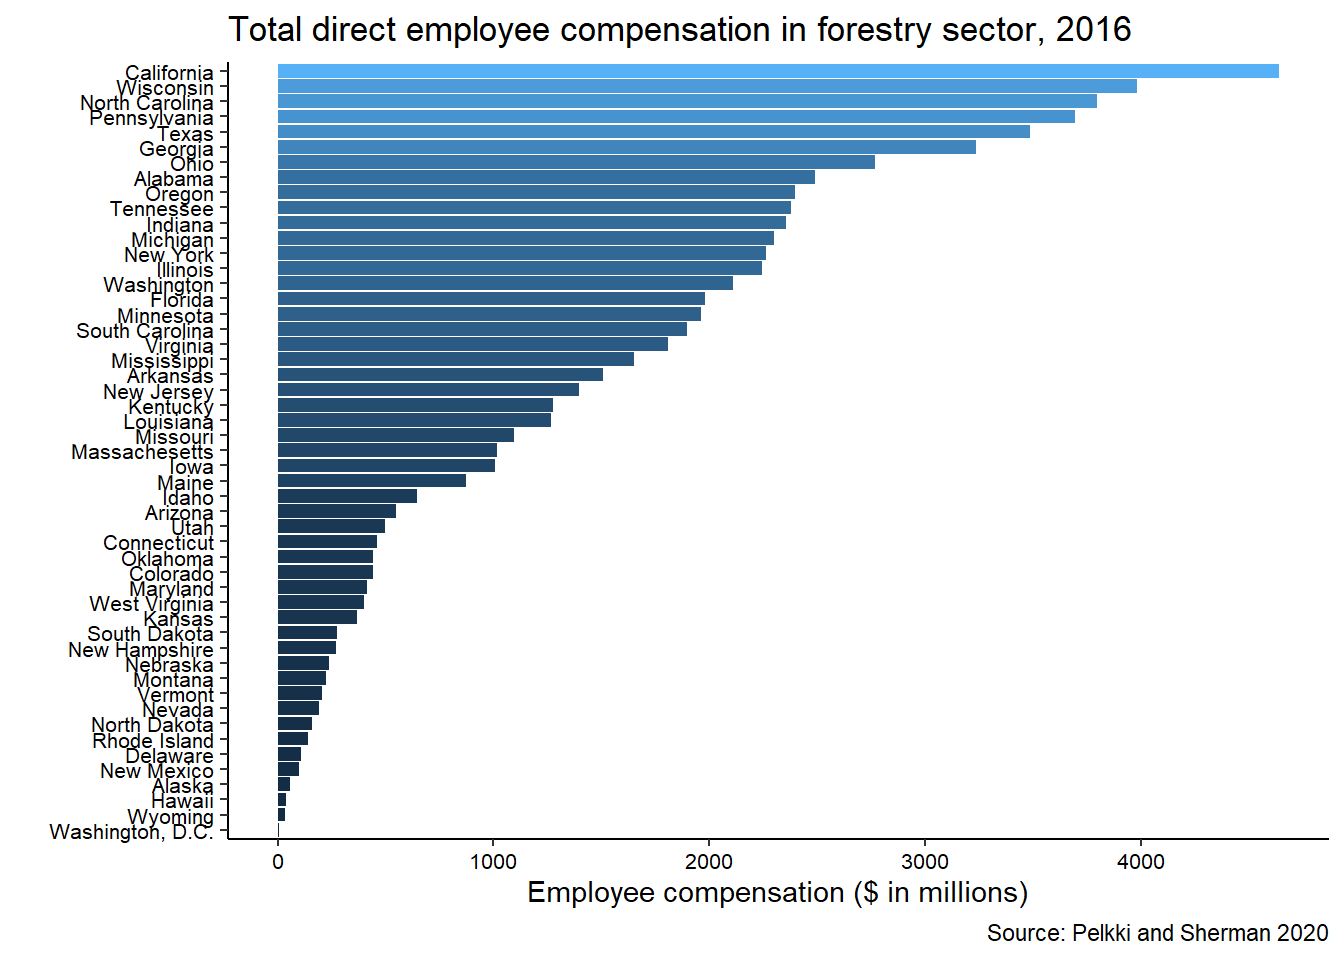 Total direct employee compensation in forestry sector, 2016
California
Wisconsin
North Carolina
Pennsylvania
Texas
Georgia
Ohio
Alabama
Oregon
Tennessee
Indiana
Michigan
New York
Illinois
Washington
Florida
Minnesota
South Carolina
Virginia
Mississippi
Arkansas
New Jersey
Kentucky
Louisiana
Missouri
Massachesetts
Iowa
Maine
Idaho
Arizona
Utah
Connecticut
Oklahoma
Colorado
Maryland
West Virginia
Kansas
South Dakota
New Hampshire
Nebraska
Montana
Vermont
Nevada
North Dakota
Rhode Island
Delaware
New Mexico
Alaska
Hawaii
Wyoming
Washington, D.C.
0 1000 2000 3000 4000
Employee compensation ($ in millions)
Source: Pelkki and Sherman 2020